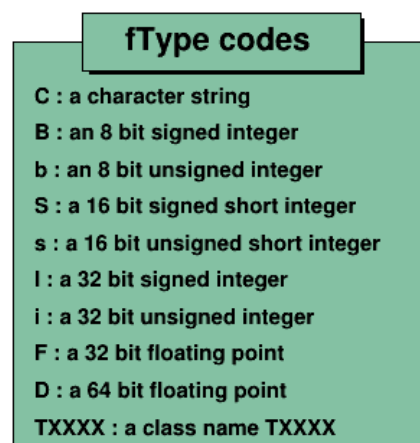 fType codes
C : a character string
B : an 8 bit signed integer
b : an 8 bit unsigned integer
S : a 16 bit signed short integer
s : a 16 bit unsigned short integer
I : a 32 bit signed integer
i : a 32 bit unsigned integer
F : a 32 bit floating point
D : a 64 bit floating point
TXXXX : a class name TXXXX